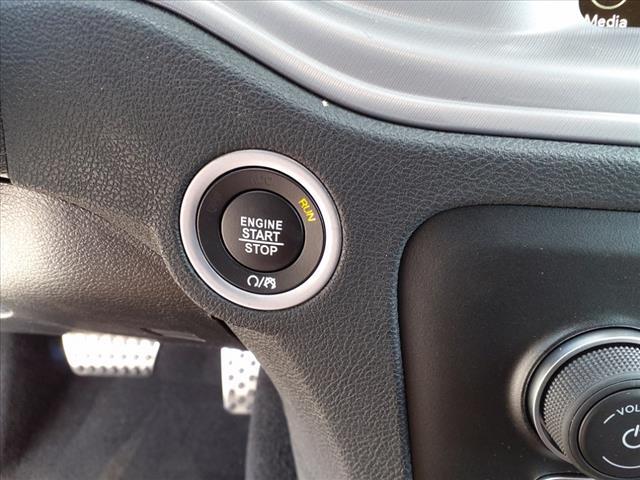 Media
RUN
ENGINE
START
STOP
VOL